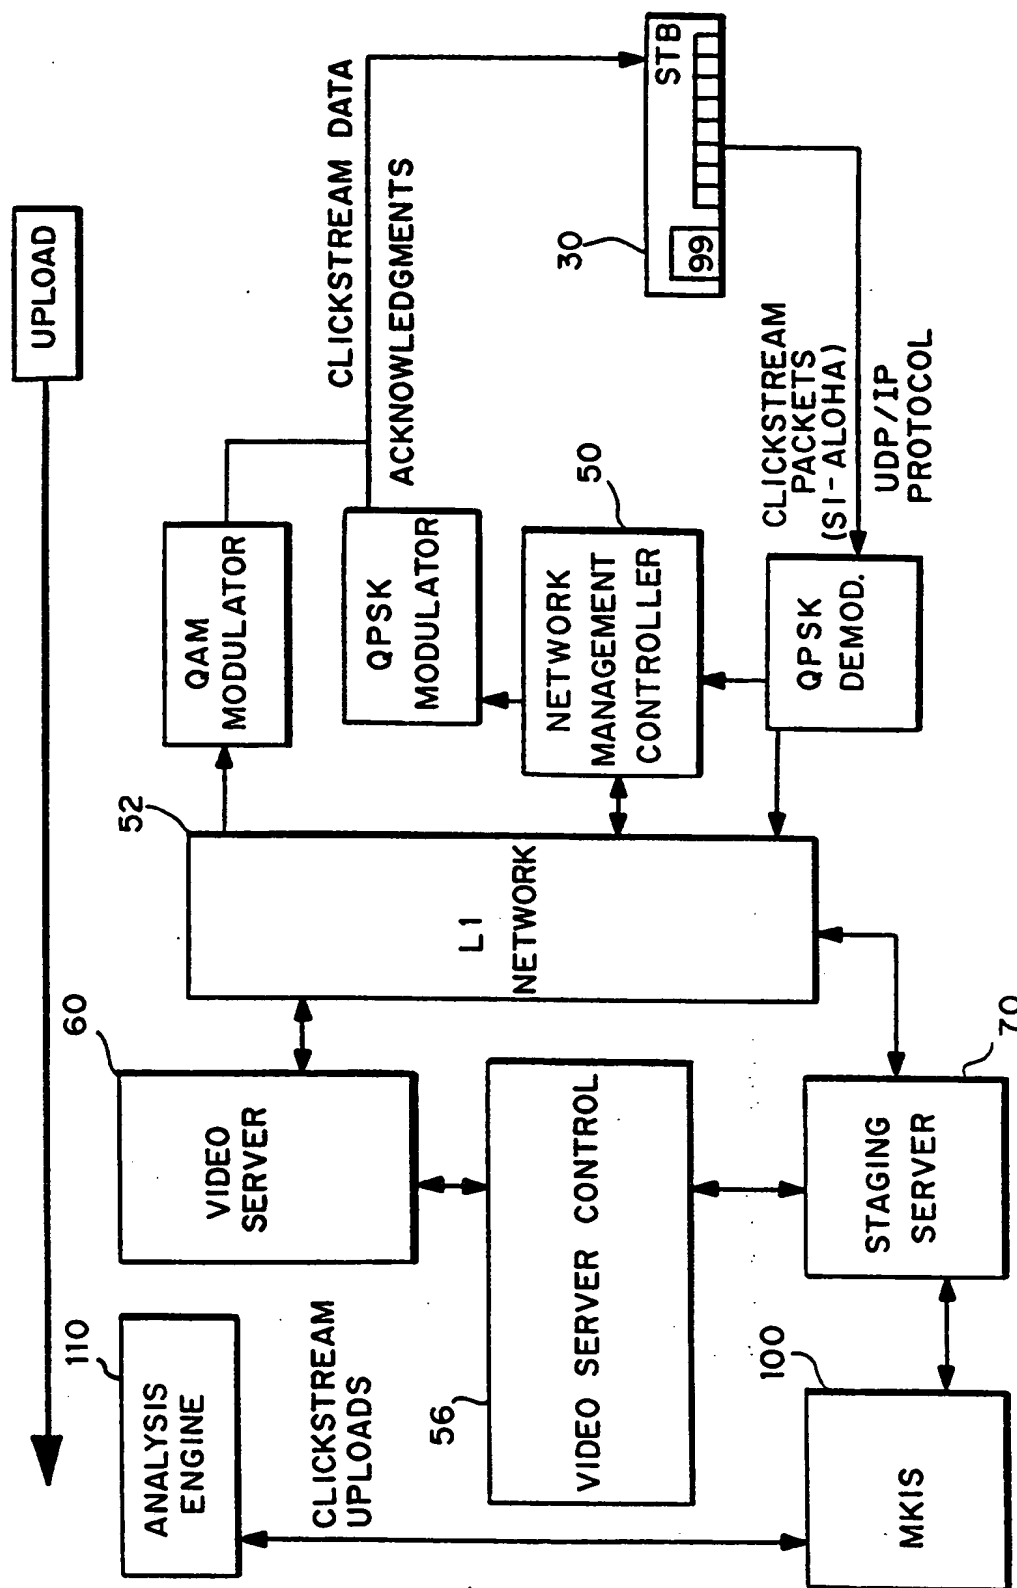 UPLOAD
110
ANALYSIS
ENGINE
CLICKSTREAM
UPLOADS
60
VIDEO
SERVER
52
QAM
MODULATOR
CLICKSTREAM DATA
ACKNOWLEDGMENTS
QPSK
MODULATOR
56
VIDEO SERVER CONTROL
L1
NETWORK
50
NETWORK
MANAGEMENT
CONTROLLER
30
STB
99
100
MKIS
STAGING
SERVER
70
QPSK
DEMOD.
CLICKSTREAM
PACKETS
(SI-ALOHA)
UDP/IP
PROTOCOL